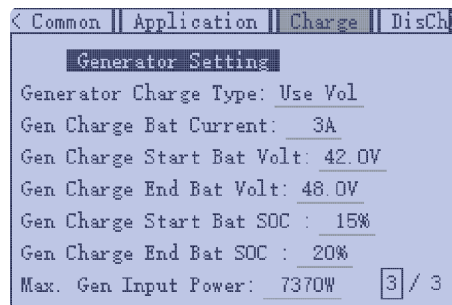 < Common Application Charge DisCh
Generator Setting
Generator Charge Type: Use Vol
Gen Charge Bat Current: 3A
Gen Charge Start Bat Volt: 42.0V
Gen Charge End Bat Volt: 48.0V
Gen Charge Start Bat SOC : 15%
Gen Charge End Bat SOC : 20%
Max. Gen Input Power: 7370W 3 / 3